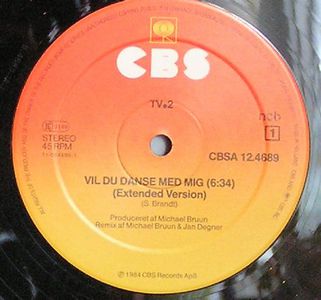 CBS
TV·2
STEREO
45 RPM
ncb
1
CBSA 12.4689
VIL DU DANSE MED MIG (6:34)
(Extended Version)
(S. Brandt)
Produceret af Michael Bruun
Remix af Michael Bruun & Jan Degner
℗ 1984 CBS Records ApS